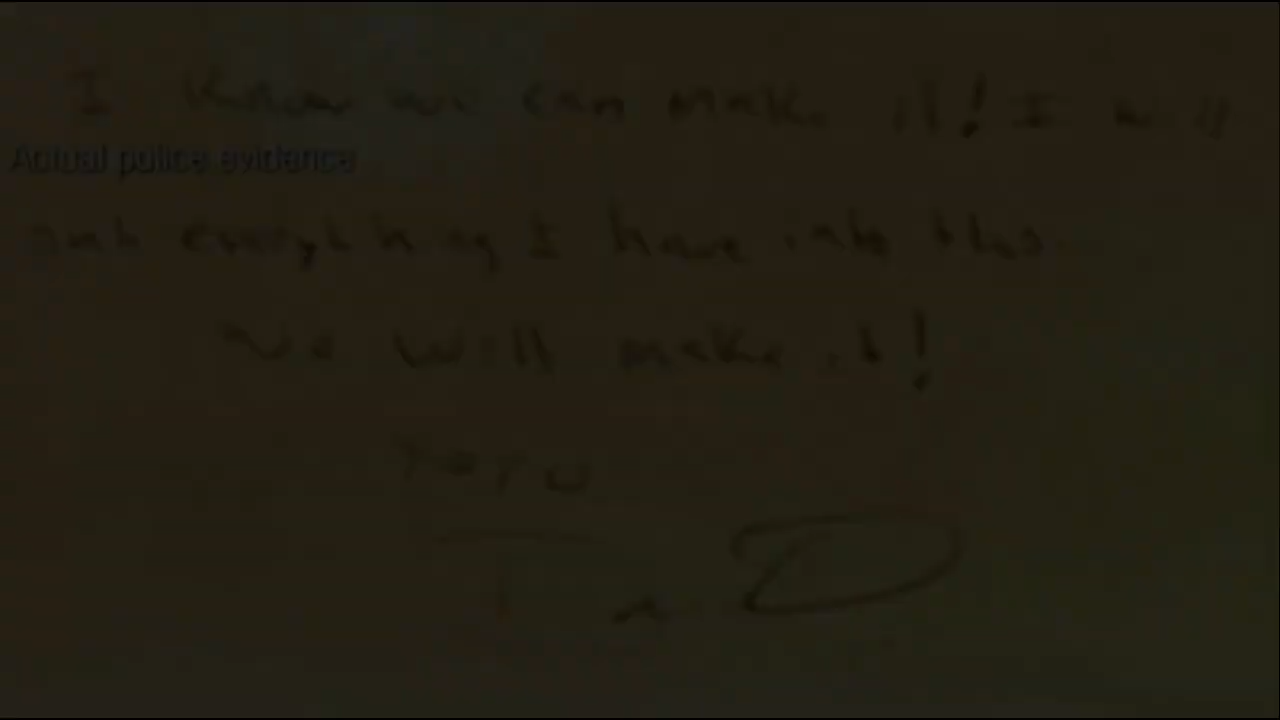 I know we can make it! I will
Actual police evidence
everything I have into this
We will make it!